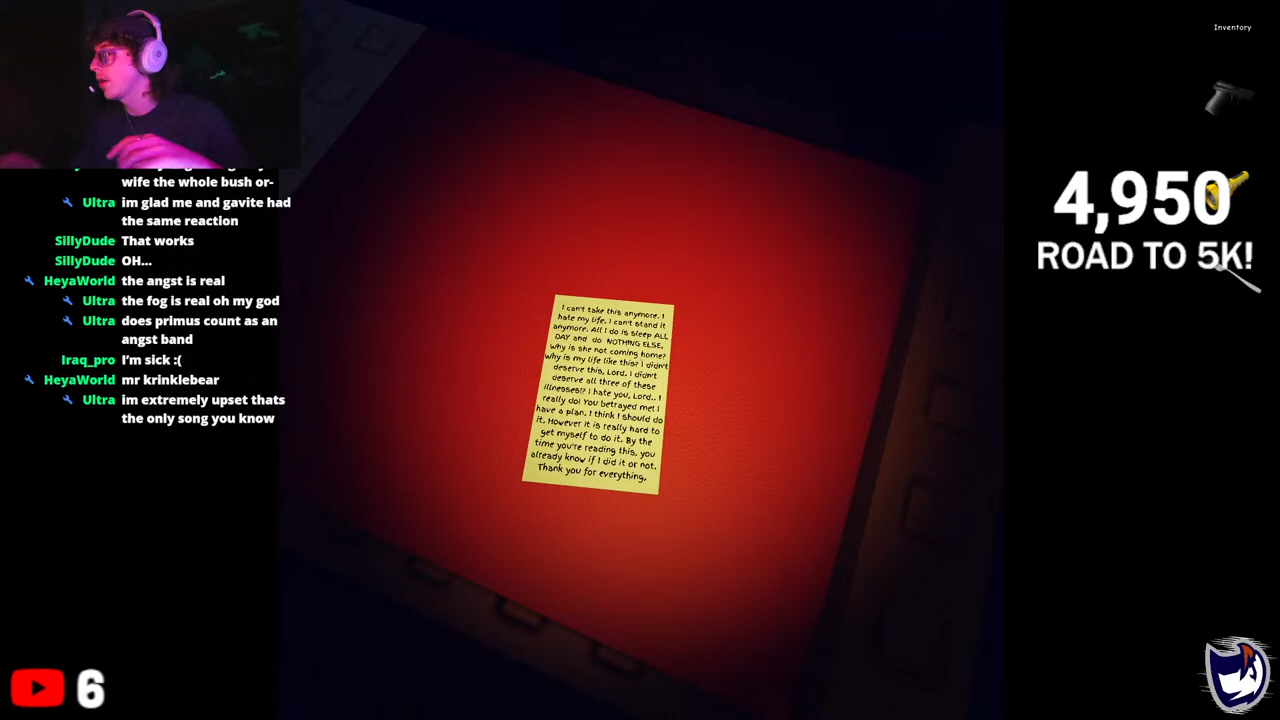 Inventory
wife the whole bush or-
Ultra im glad me and gavite had
the same reaction
SillyDude That works
SillyDude OH...
HeyaWorld the angst is real
Ultra the fog is real oh my god
Ultra does primus count as an
angst band
Iraq_pro I'm sick :(
HeyaWorld mr krinklebear
Ultra im extremely upset thats
the only song you know
I can't take this anymore. I
hate my life. I can't stand it
anymore. All I do is sleep ALL
DAY and do NOTHING ELSE.
Why is she not coming home?
Why is my life like this? I didn't
deserve this, Lord. I didn't
deserve all three of these
illnesses!? I hate you, Lord.. I
really do! You betrayed me! I
have a plan. I think I should do
it. However it is really hard to
get myself to do it. By the
time you're reading this, you
already know if I did it or not.
Thank you for everything.
4,950
ROAD TO 5K!
6